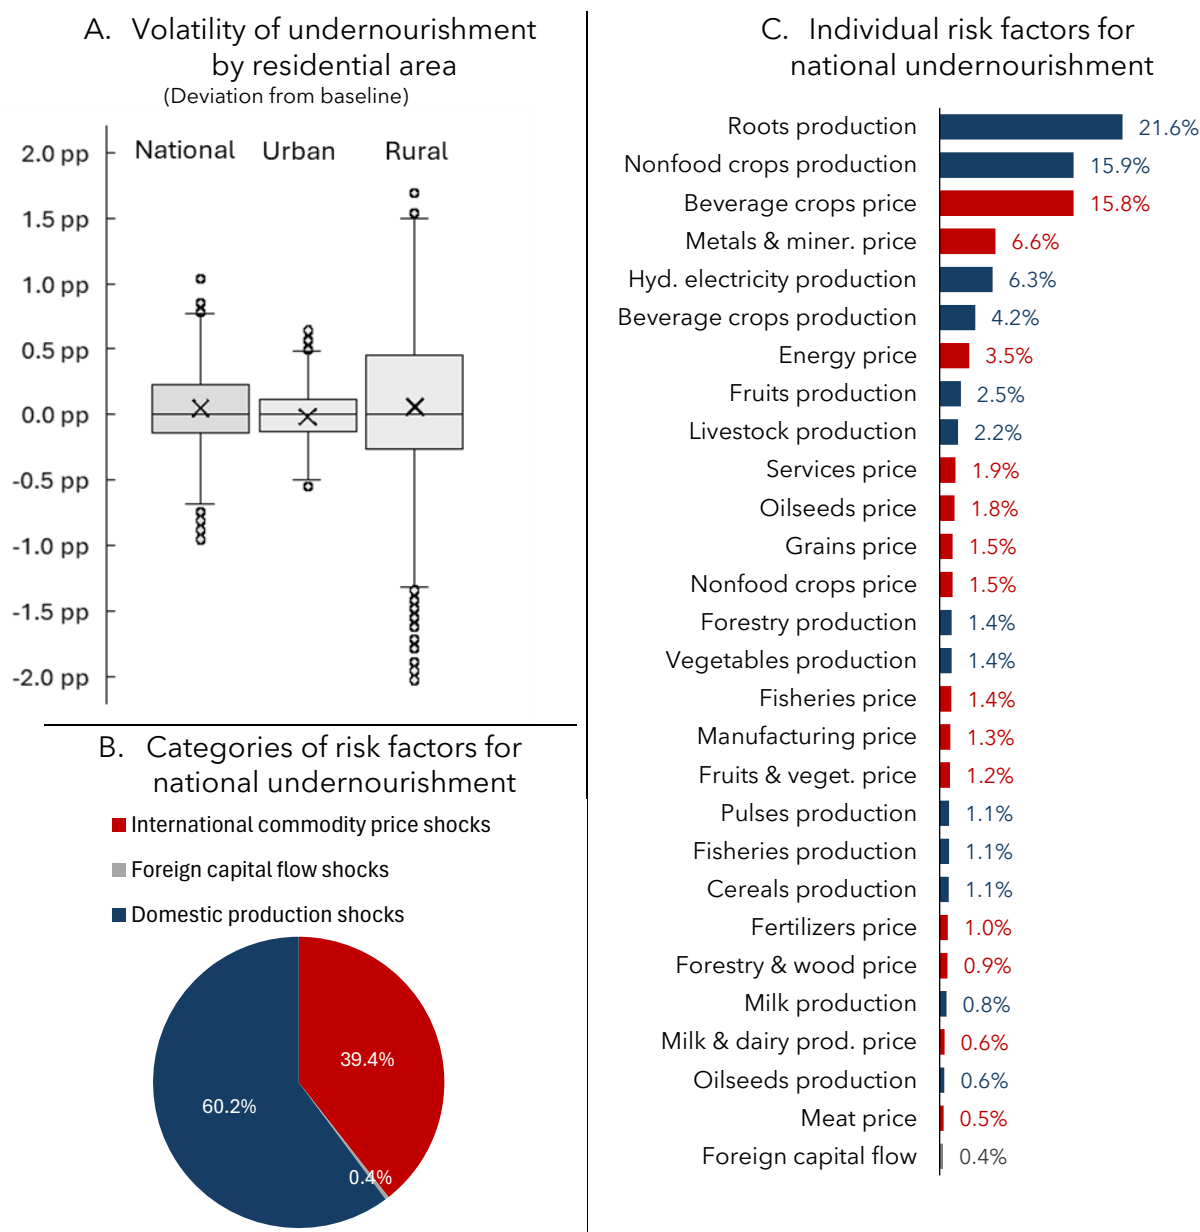 A. Volatility of undernourishment
by residential area
(Deviation from baseline)
National Urban Rural
2.0 pp
1.5 pp
1.0 pp
0.5 pp
0.0 pp
-0.5 pp
-1.0 pp
-1.5 pp
-2.0 pp
B. Categories of risk factors for
national undernourishment
International commodity price shocks
Foreign capital flow shocks
Domestic production shocks
39.4%
60.2%
0.4%
C. Individual risk factors for
national undernourishment
Roots production 21.6%
Nonfood crops production 15.9%
Beverage crops price 15.8%
Metals & miner. price 6.6%
Hyd. electricity production 6.3%
Beverage crops production 4.2%
Energy price 3.5%
Fruits production 2.5%
Livestock production 2.2%
Services price 1.9%
Oilseeds price 1.8%
Grains price 1.5%
Nonfood crops price 1.5%
Forestry production 1.4%
Vegetables production 1.4%
Fisheries price 1.4%
Manufacturing price 1.3%
Fruits & veget. price 1.2%
Pulses production 1.1%
Fisheries production 1.1%
Cereals production 1.1%
Fertilizers price 1.0%
Forestry & wood price 0.9%
Milk production 0.8%
Milk & dairy prod. price 0.6%
Oilseeds production 0.6%
Meat price 0.5%
Foreign capital flow 0.4%